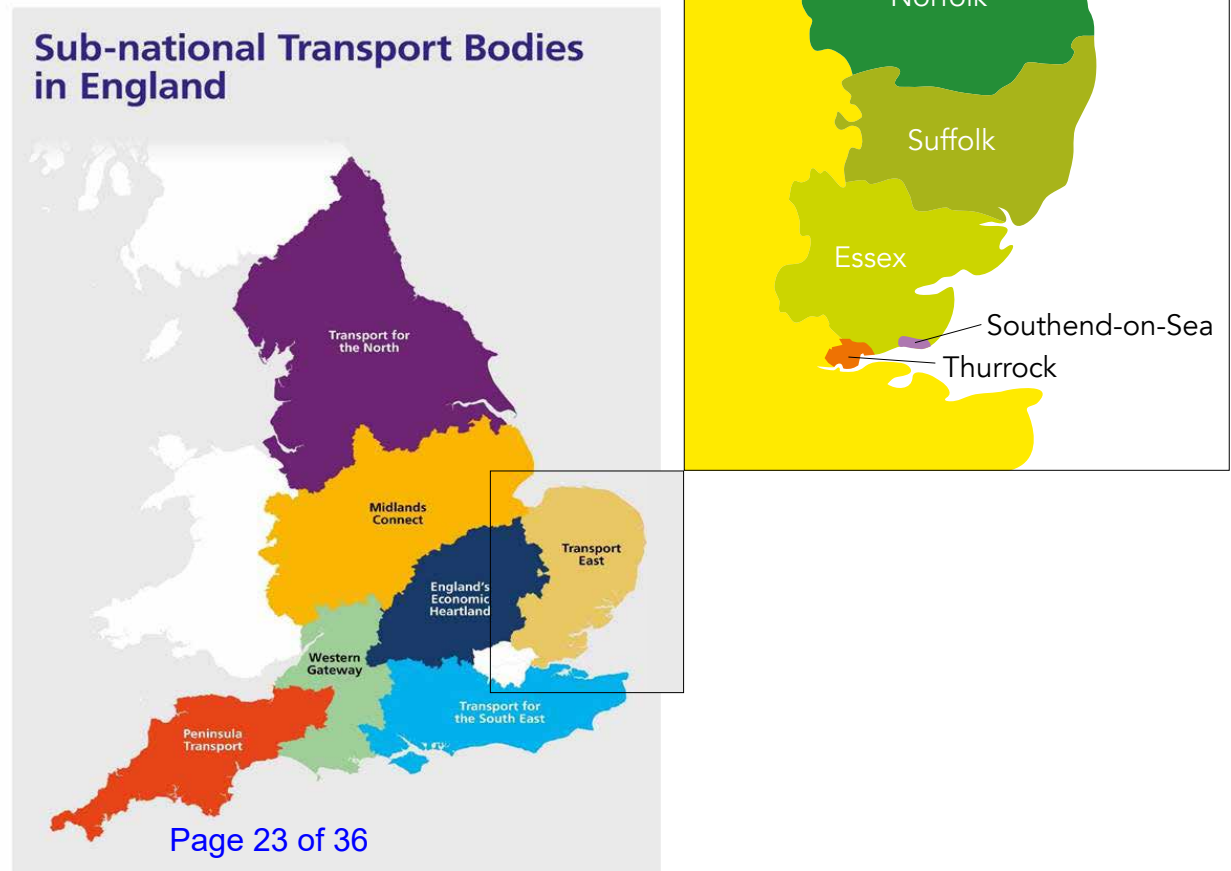 Sub-national Transport Bodies
in England
Transport for
the North
Midlands
Connect
Transport
East
England's
Economic
Heartland
Western
Gateway
Transport for
the South East
Peninsula
Transport
Page 23 of 36
Norfolk
Suffolk
Essex
Southend-on-Sea
Thurrock